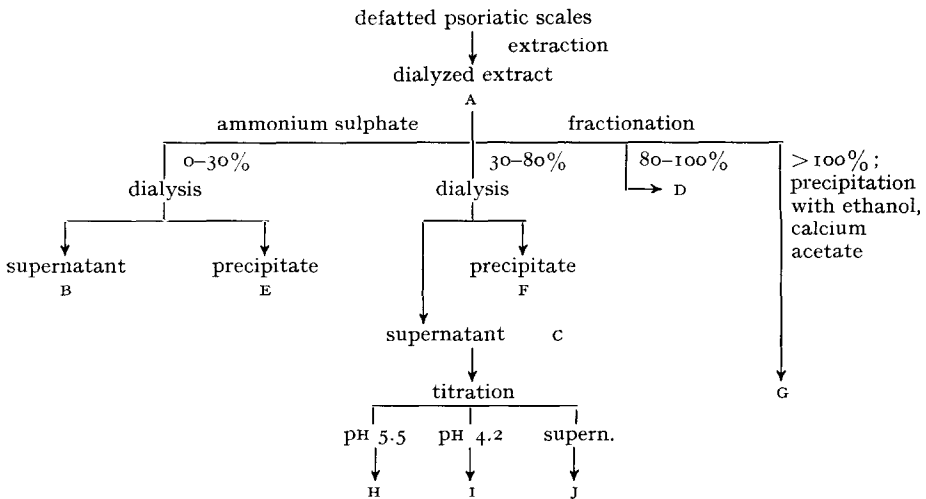 defatted psoriatic scales
extraction
dialyzed extract
A
ammonium sulphate fractionation
0–30% 30–80% 80–100% >100%;
dialysis dialysis D precipitation
with ethanol,
calcium
acetate
supernatant precipitate precipitate
B E F
supernatant C
titration
G
pH 5.5 pH 4.2 supern.
H I J